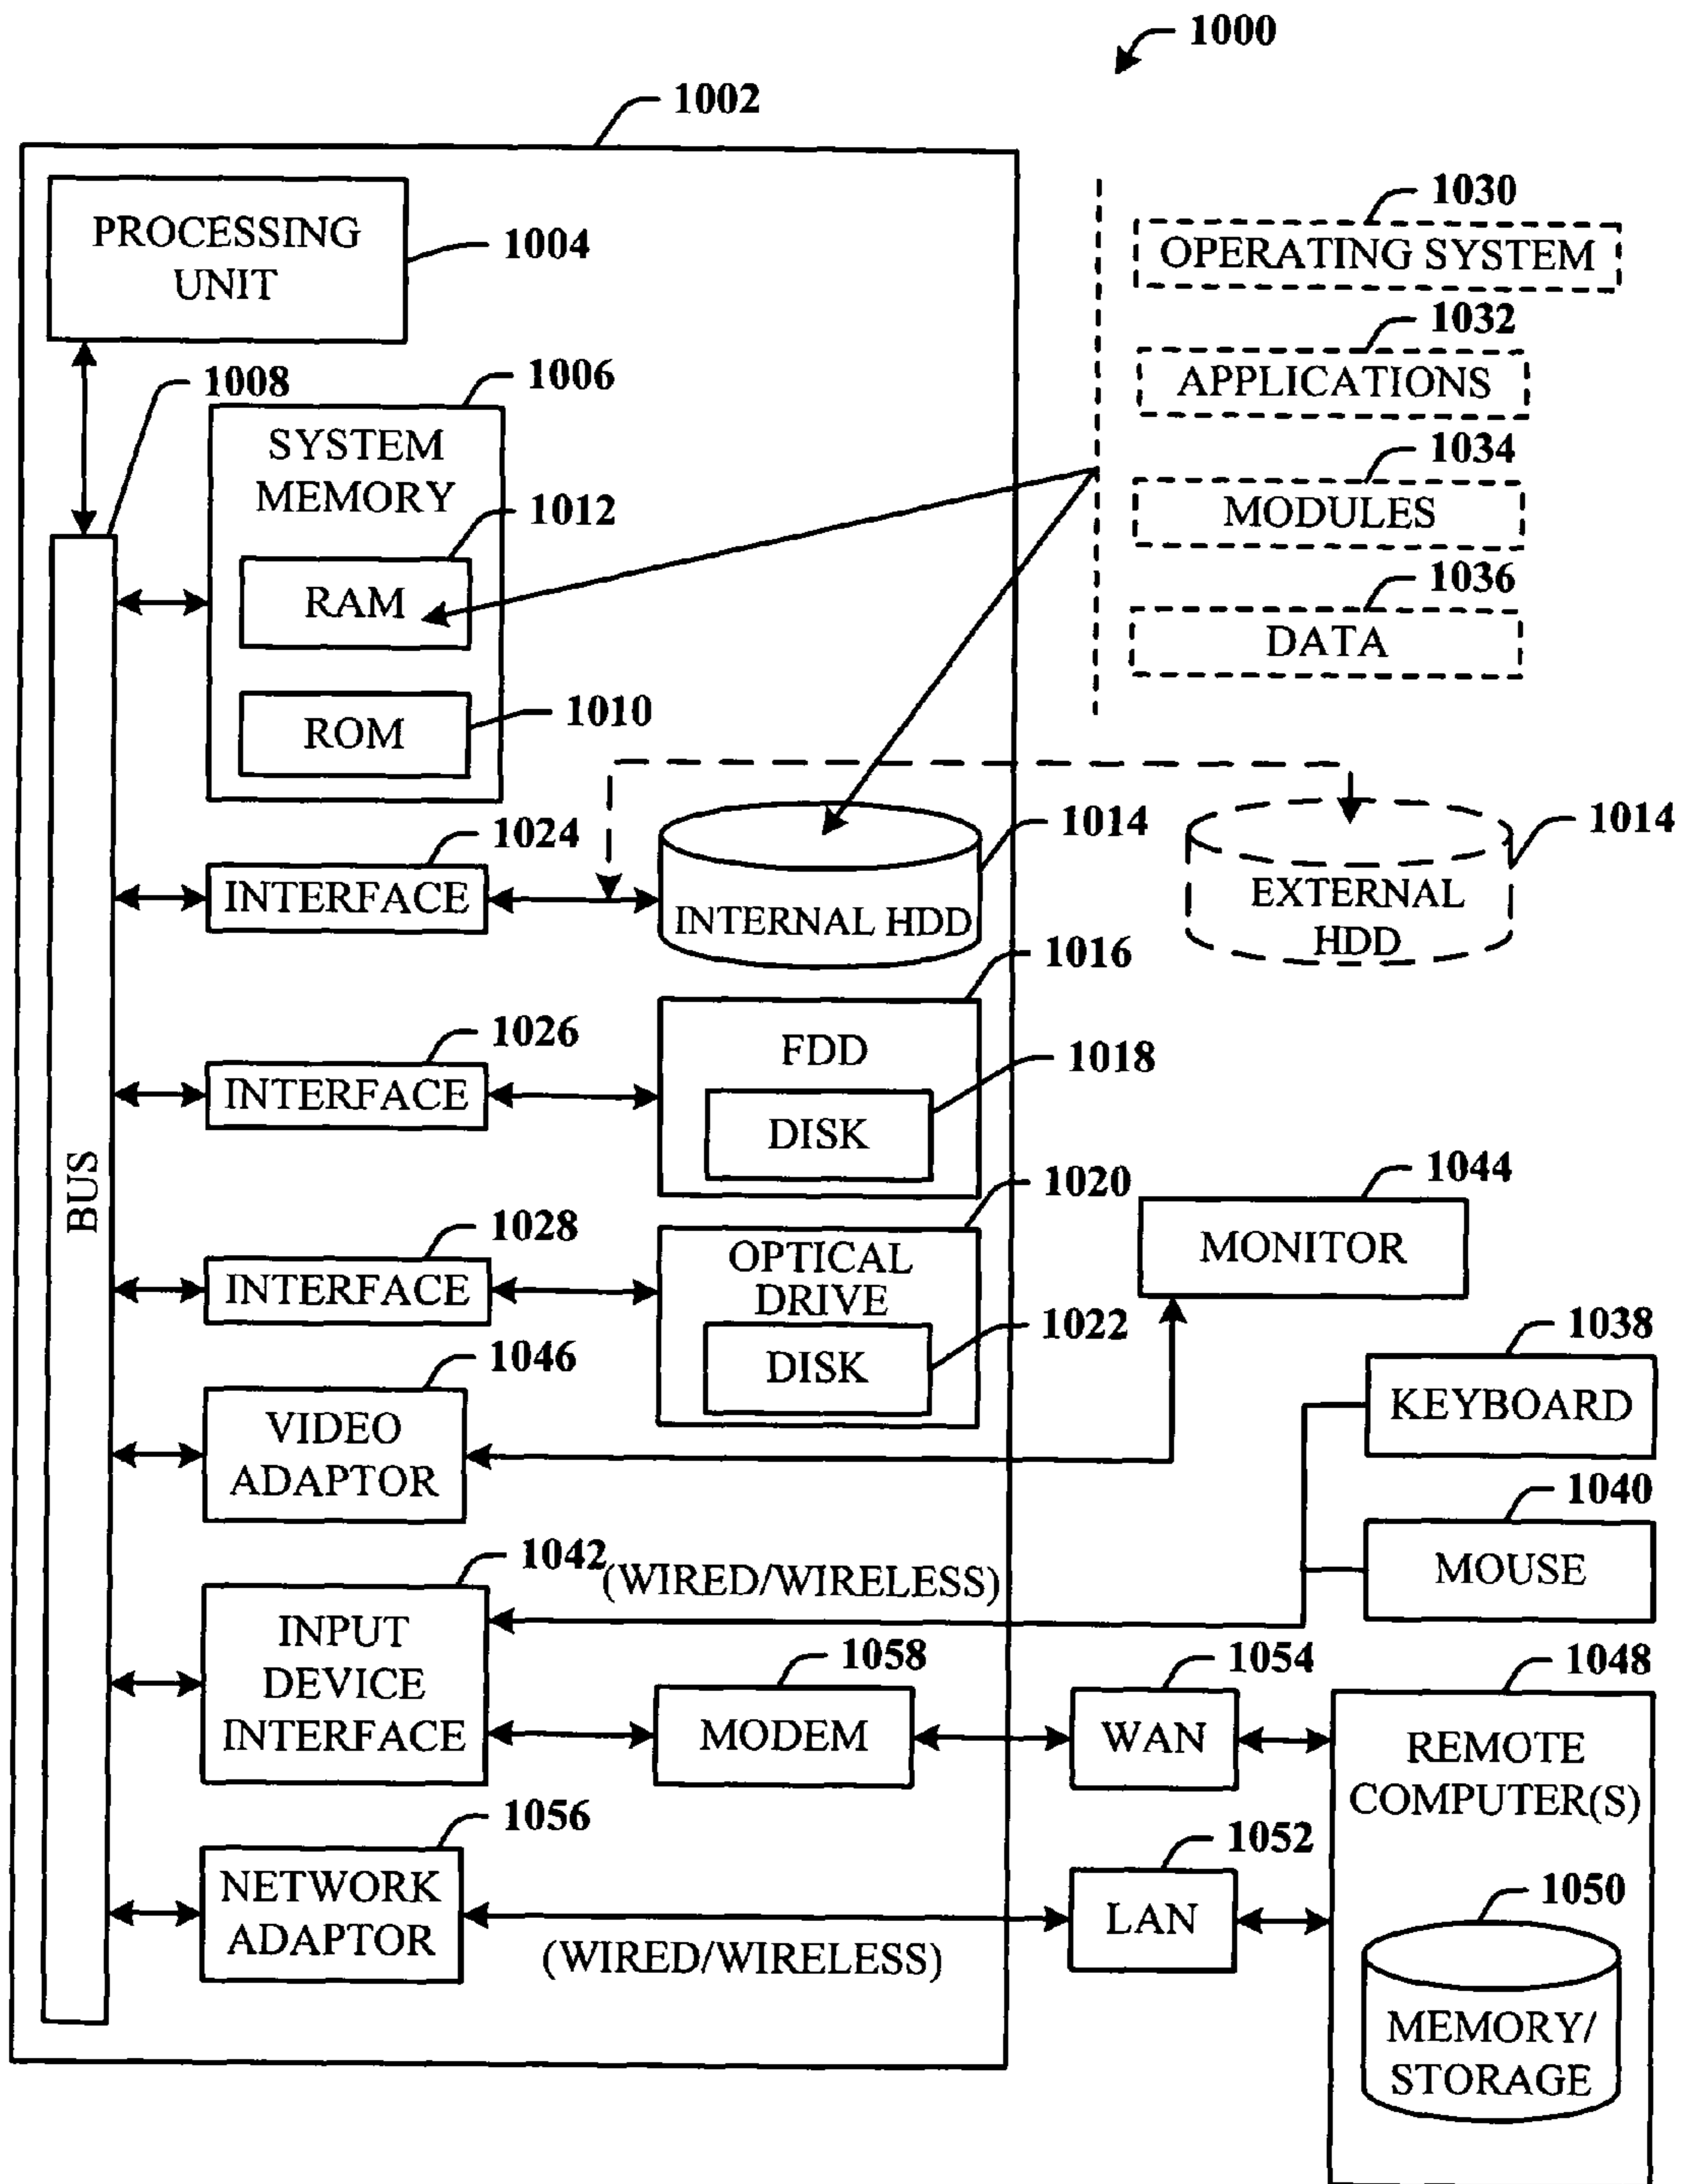 1000
1002
PROCESSING
UNIT
1004
1030
OPERATING SYSTEM
1032
APPLICATIONS
1034
MODULES
1036
DATA
1008
1006
SYSTEM
MEMORY
1012
RAM
1010
ROM
1024
INTERFACE
1014
INTERNAL HDD
1014
EXTERNAL
HDD
1016
FDD
1018
DISK
1026
INTERFACE
BUS
1020
OPTICAL
DRIVE
1022
DISK
1028
INTERFACE
1044
MONITOR
1046
VIDEO
ADAPTOR
1038
KEYBOARD
1040
MOUSE
1042
(WIRED/WIRELESS)
INPUT
DEVICE
INTERFACE
1058
MODEM
1054
WAN
1048
REMOTE
COMPUTER(S)
1056
NETWORK
ADAPTOR
(WIRED/WIRELESS)
1052
LAN
1050
MEMORY/
STORAGE